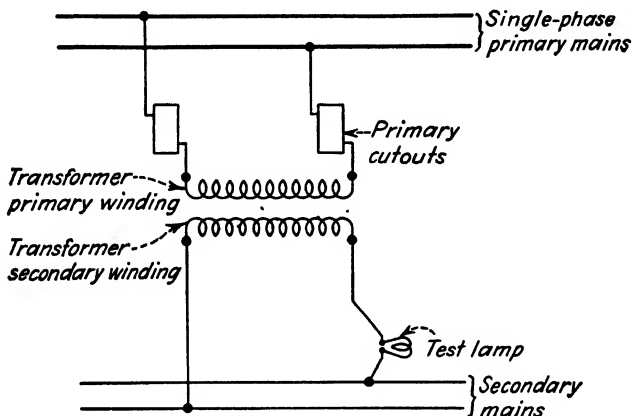 Single-phase
primary mains
Primary
cutouts
Transformer
primary winding
Transformer
secondary winding
Test lamp
Secondary
mains